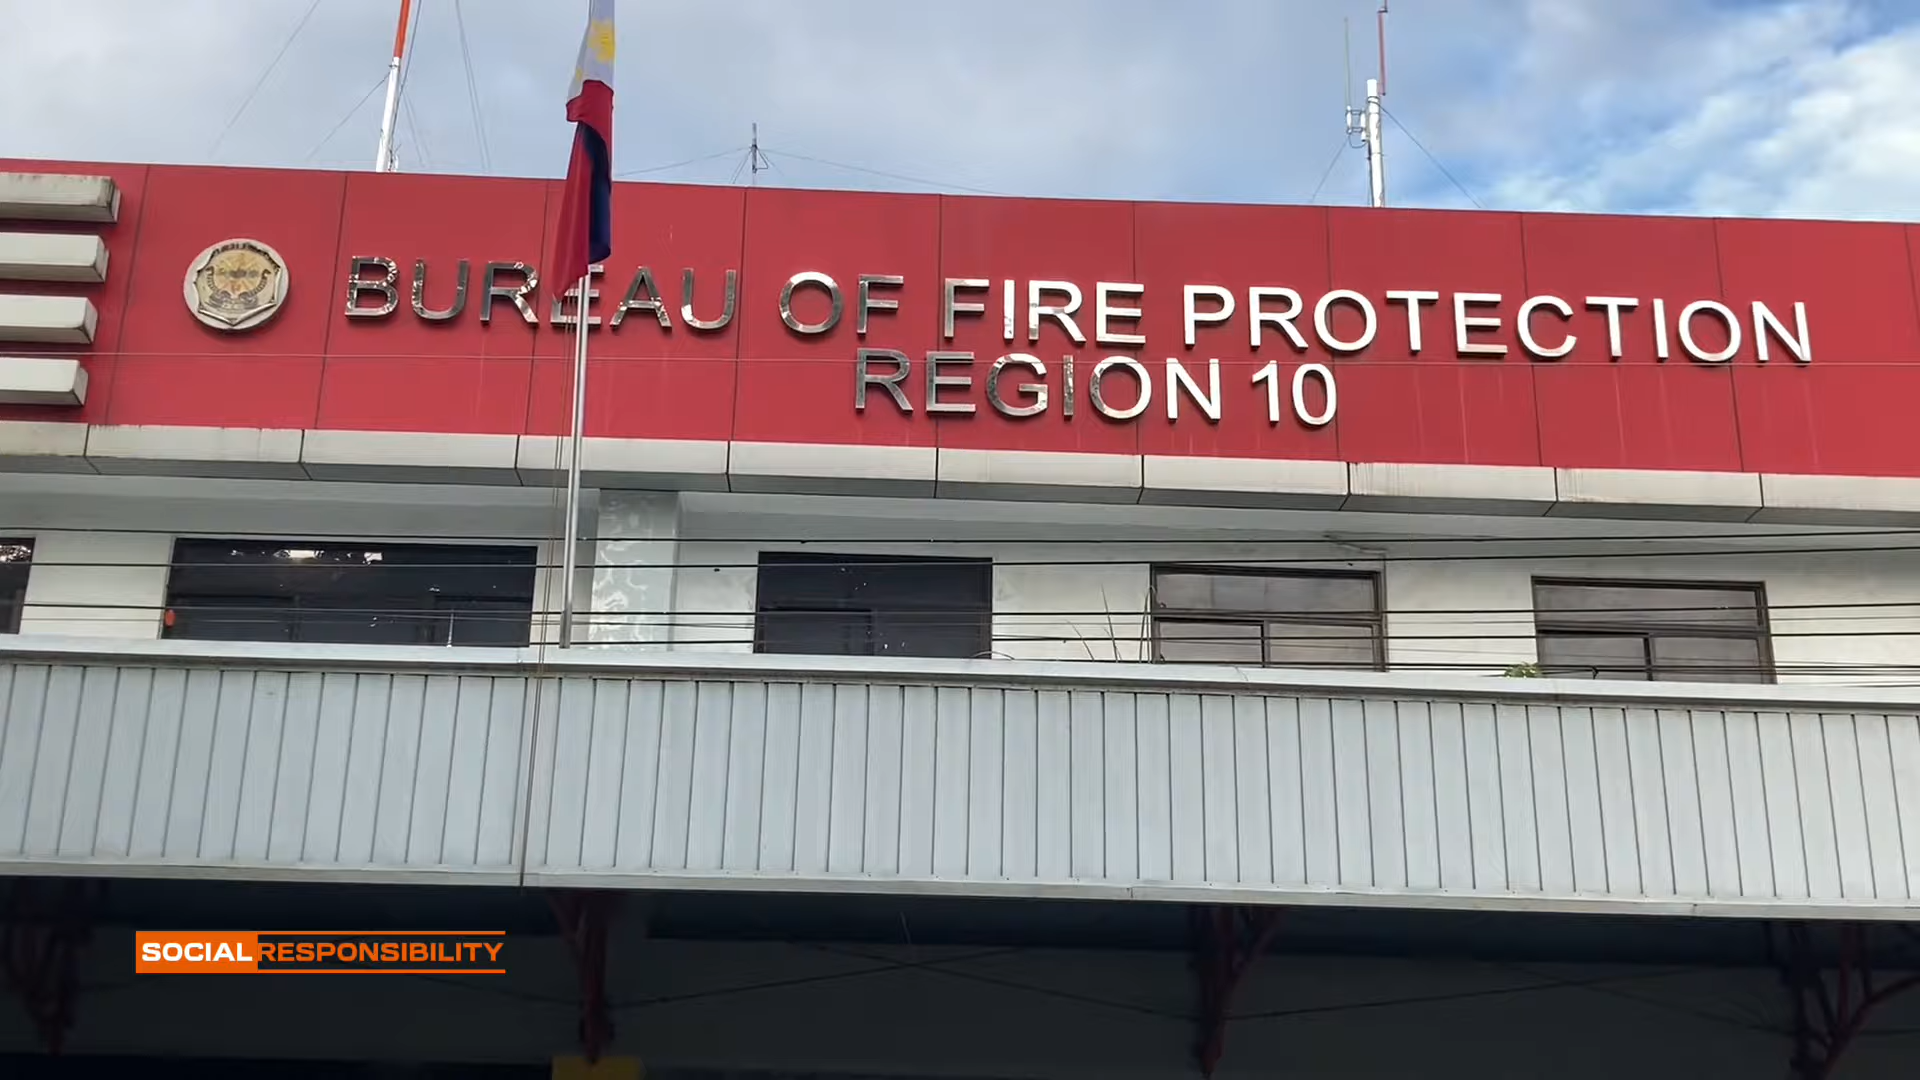 BUREAU OF FIRE PROTECTION
REGION 10
SOCIAL RESPONSIBILITY